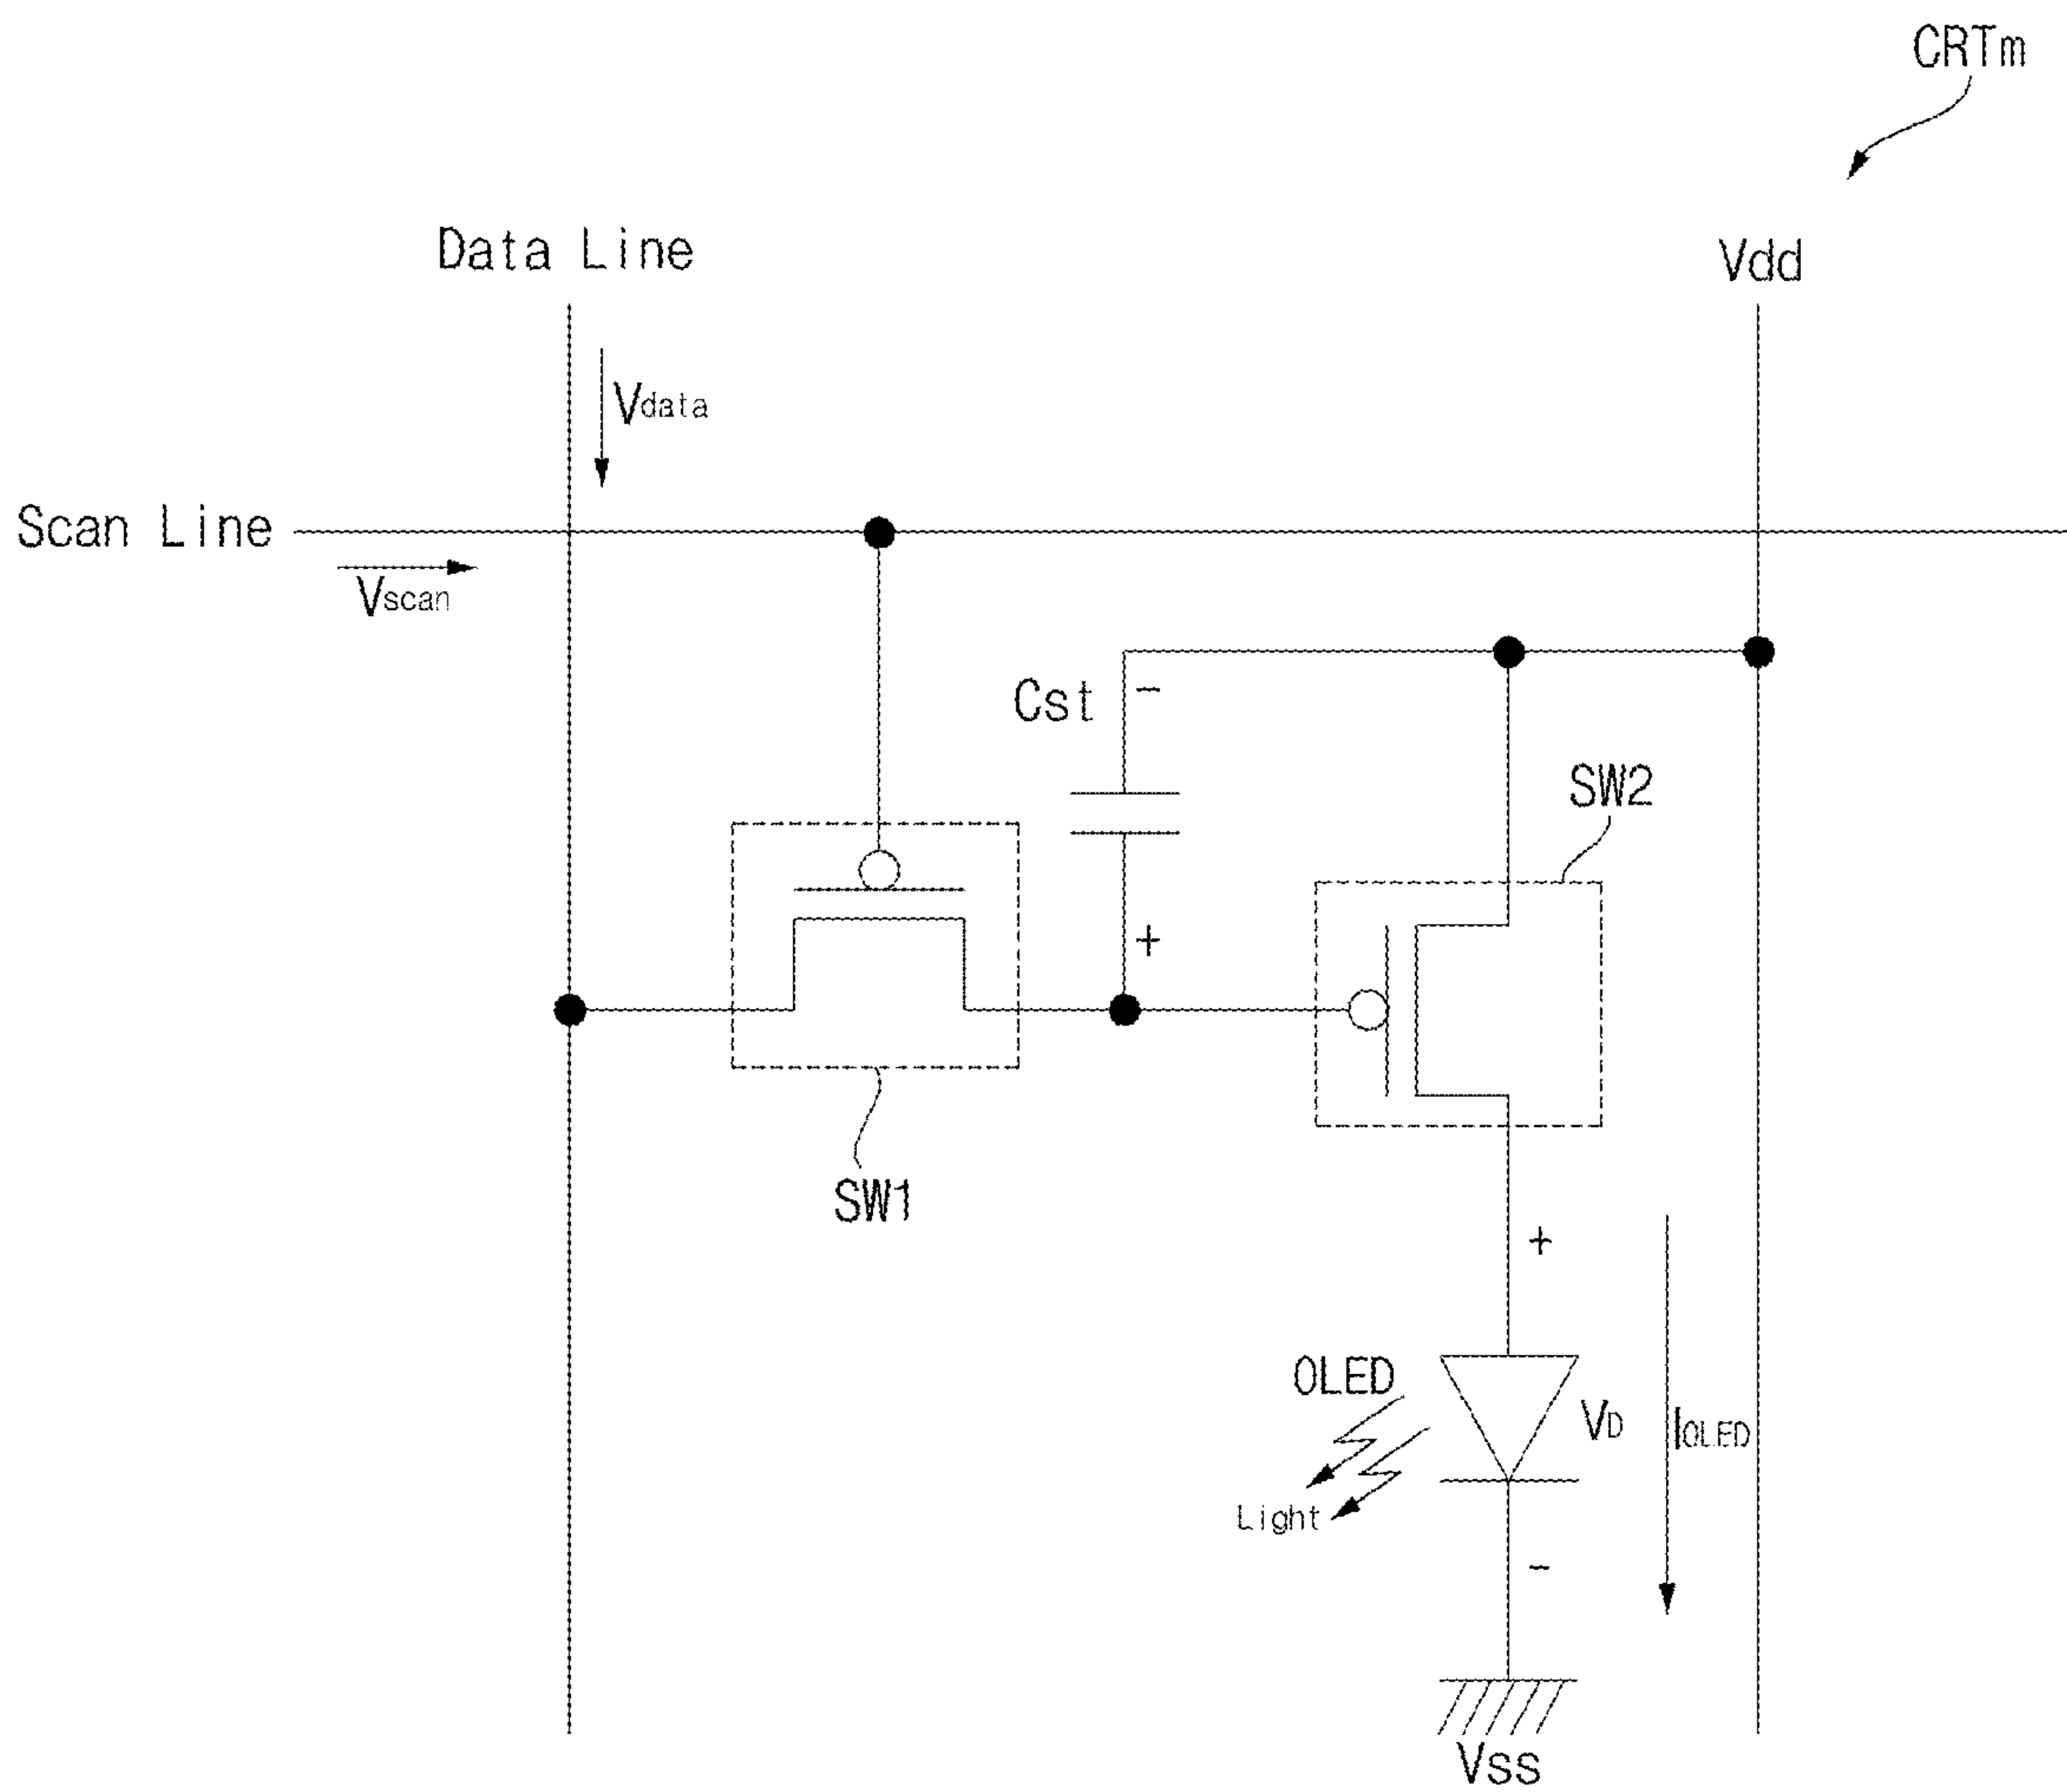 CRTm
Data Line
Vdd
Vdata
Scan Line
Vscan
Cst
-
SW2
+
SW1
+
OLED
VD
IOLED
Light
-
Vss